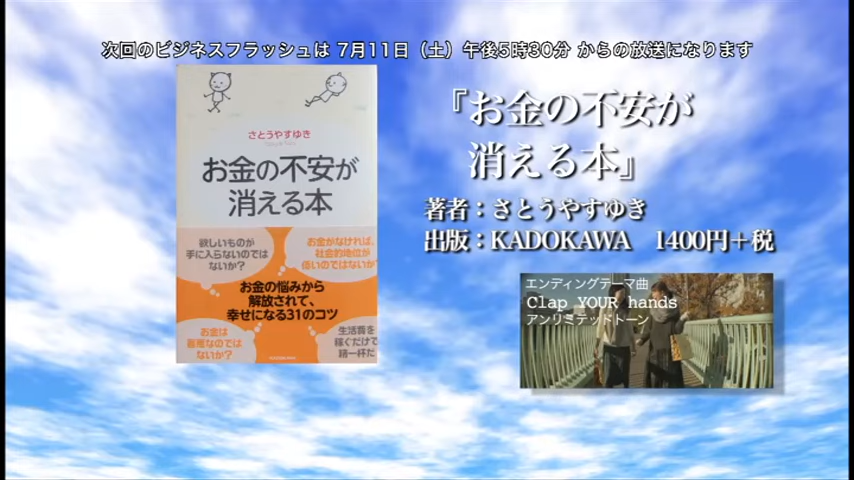 次回のビジネスフラッシュは 7月11日（土）午後5時30分 からの放送になります
さとうやすゆき
お金の不安が
消える本
欲しいものが
手に入らないのでは
ないか？
お金がなければ、
社会的地位が
低いのではないか
お金の悩みから
解放されて、
幸せになる31のコツ
お金は
ないか？
生活費を
稼ぐだけで
精一杯だ
KADOKAWA
『お金の不安が
消える本』
著者：さとうやすゆき
出版：KADOKAWA 1400円＋税
エンディングテーマ曲
Clap YOUR hands
アンリミテッドトーン